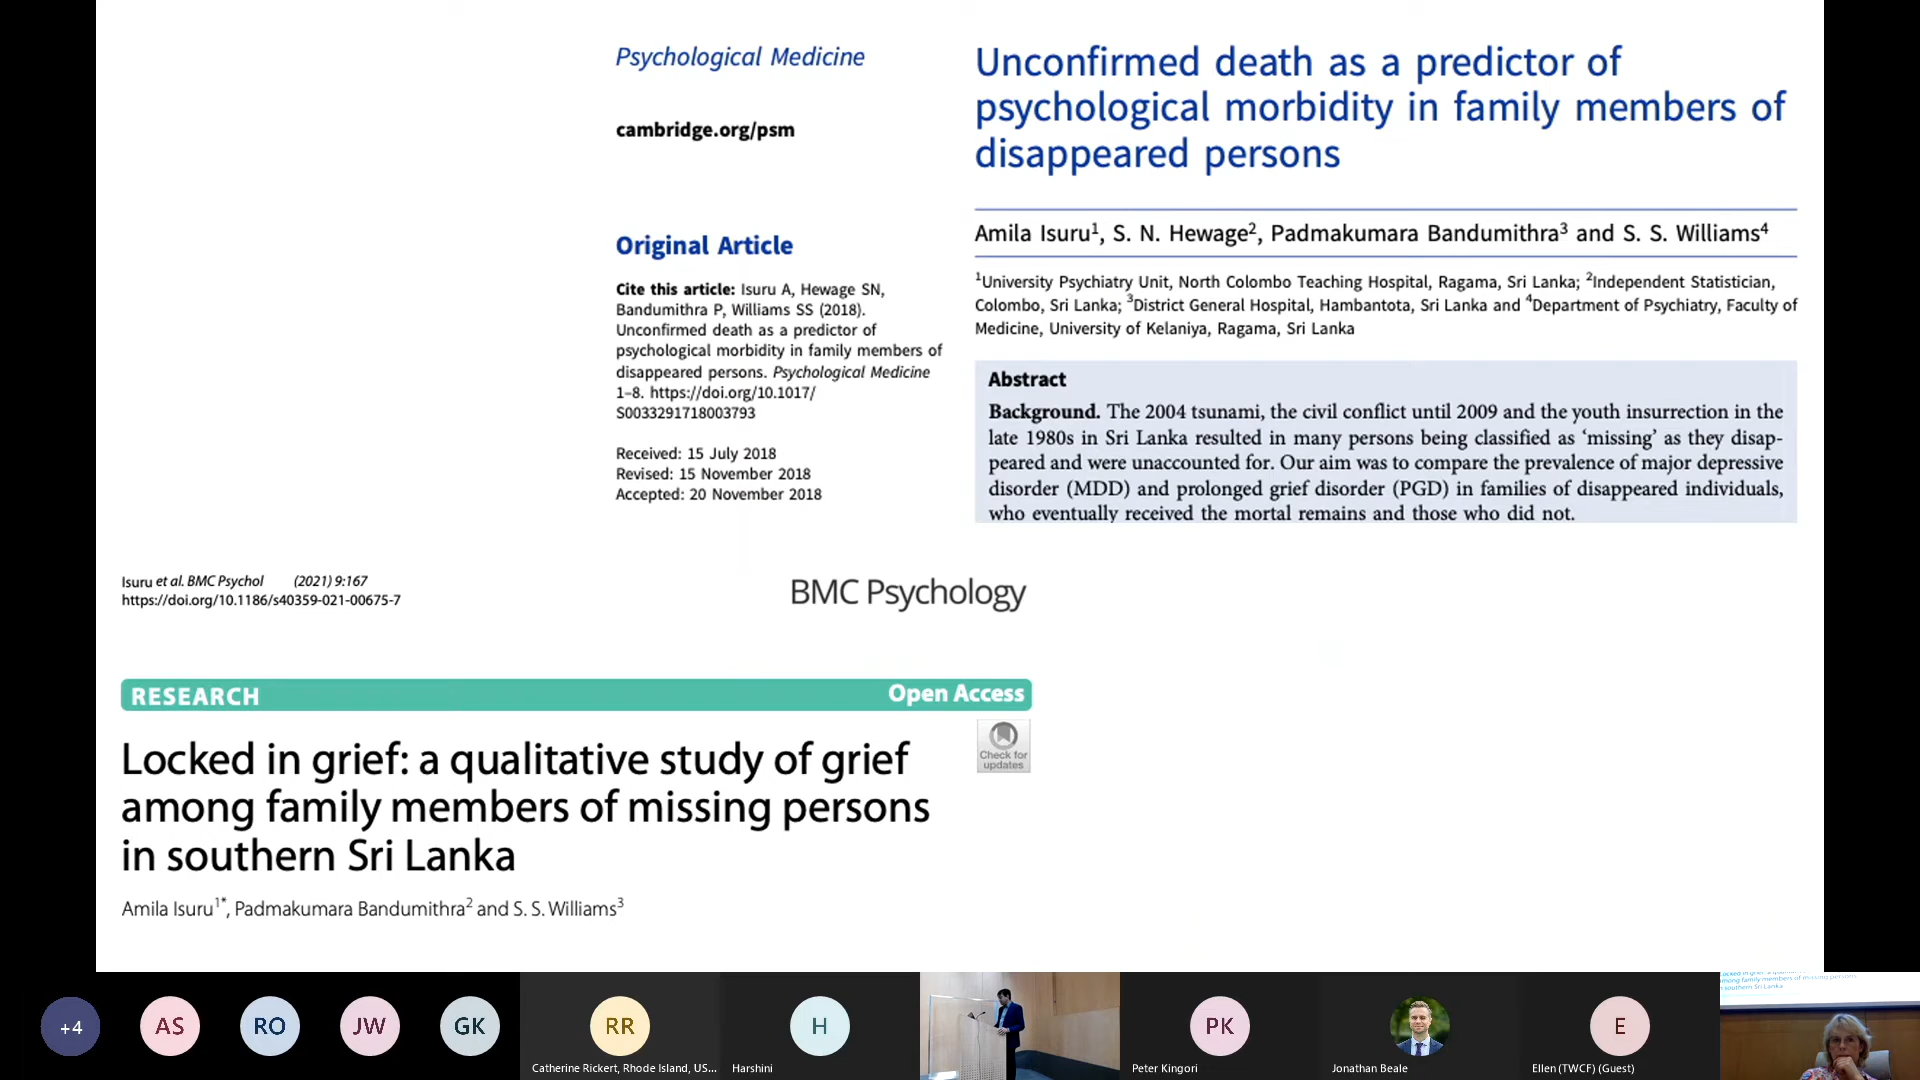 Psychological Medicine
cambridge.org/psm
Original Article
Cite this article: Isuru A, Hewage SN,
Bandumithra P, Williams SS (2018).
Unconfirmed death as a predictor of
psychological morbidity in family members of
disappeared persons. Psychological Medicine
1–8. https://doi.org/10.1017/
S0033291718003793
Received: 15 July 2018
Revised: 15 November 2018
Accepted: 20 November 2018
Unconfirmed death as a predictor of
psychological morbidity in family members of
disappeared persons
Amila Isuru1, S. N. Hewage2, Padmakumara Bandumithra3 and S. S. Williams4
1University Psychiatry Unit, North Colombo Teaching Hospital, Ragama, Sri Lanka; 2Independent Statistician,
Colombo, Sri Lanka; 3District General Hospital, Hambantota, Sri Lanka and 4Department of Psychiatry, Faculty of
Medicine, University of Kelaniya, Ragama, Sri Lanka
Abstract
Background. The 2004 tsunami, the civil conflict until 2009 and the youth insurrection in the
late 1980s in Sri Lanka resulted in many persons being classified as ‘missing’ as they disap-
peared and were unaccounted for. Our aim was to compare the prevalence of major depressive
disorder (MDD) and prolonged grief disorder (PGD) in families of disappeared individuals,
who eventually received the mortal remains and those who did not.
Isuru et al. BMC Psychol (2021) 9:167
https://doi.org/10.1186/s40359-021-00675-7
BMC Psychology
RESEARCH Open Access
Check for
updates
Locked in grief: a qualitative study of grief
among family members of missing persons
in southern Sri Lanka
Amila Isuru1*, Padmakumara Bandumithra2 and S. S. Williams3
+4 AS RO JW GK RR H PK E
Catherine Rickert, Rhode Island, US... Harshini Peter Kingori Jonathan Beale Ellen (TWCF) (Guest)
among family members of missing persons
southern Sri Lanka